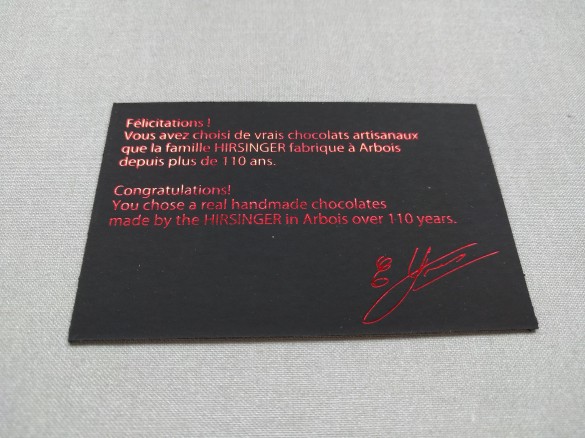 Félicitations !
Vous avez choisi de vrais chocolats artisanaux
que la famille HIRSINGER fabrique à Arbois
depuis plus de 110 ans.
Congratulations!
You chose a real handmade chocolates
made by the HIRSINGER in Arbois over 110 years.